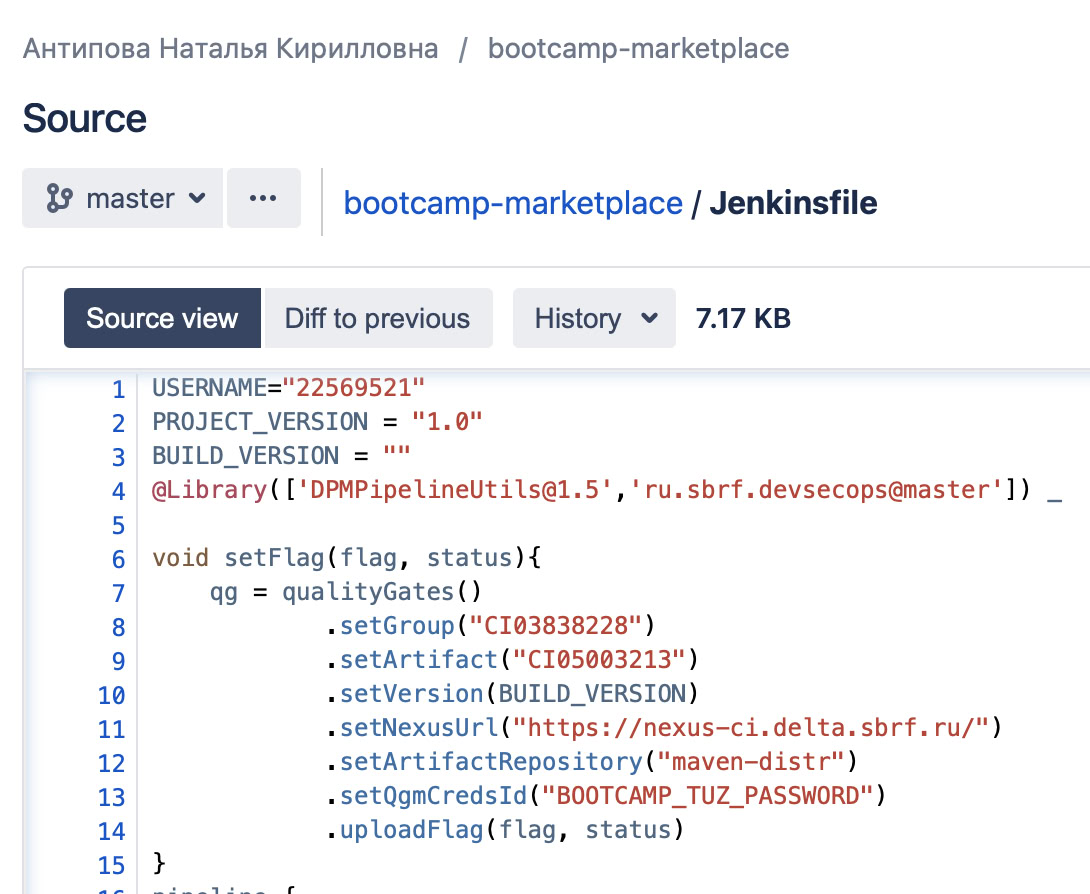 Антипова Наталья Кирилловна / bootcamp-marketplace
Source
master ... bootcamp-marketplace / Jenkinsfile
Source view Diff to previous History 7.17 KB
1 USERNAME="22569521"
2 PROJECT_VERSION = "1.0"
3 BUILD_VERSION = ""
4 @Library(['DPMPipelineUtils@1.5','ru.sbrf.devsecops@master']) _
5
6 void setFlag(flag, status){
7 qg = qualityGates()
8 .setGroup("CI03838228")
9 .setArtifact("CI05003213")
10 .setVersion(BUILD_VERSION)
11 .setNexusUrl("https://nexus-ci.delta.sbrf.ru/")
12 .setArtifactRepository("maven-distr")
13 .setQgmCredsId("BOOTCAMP_TUZ_PASSWORD")
14 .uploadFlag(flag, status)
15 }
16 pipeline {